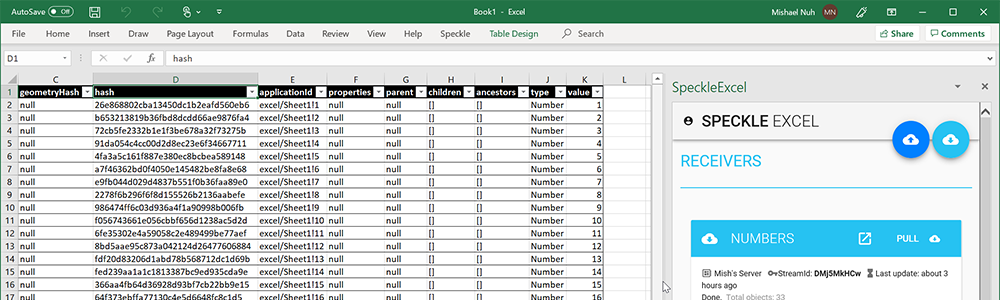 AutoSave Off Book1 - Excel Mishael Nuh MN
File Home Insert Draw Page Layout Formulas Data Review View Help Speckle Table Design Search Share Comments
D1 fx hash
C D E F G H I J K L
1 geometryHash hash applicationId properties parent children ancestors type value
2 null 26e868802cba13450dc1b2eafd560eb6 excel/Sheet1!1 null null [] [] Number 1
3 null b653213819b36fbd8dcdd66ae9876fa4 excel/Sheet1!2 null null [] [] Number 2
4 null 72cb5fe2332b1e1f3be678a32f73275b excel/Sheet1!3 null null [] [] Number 3
5 null 91da054c4cc00d2d8ec23e6f34667711 excel/Sheet1!4 null null [] [] Number 4
6 null 4fa3a5c161f887e380ec8bcbea589148 excel/Sheet1!5 null null [] [] Number 5
7 null a7f46362bd0f4050e145482be8fa8e68 excel/Sheet1!6 null null [] [] Number 6
8 null e9fb044d029d4837b551f0b36faa89e0 excel/Sheet1!7 null null [] [] Number 7
9 null 2278f6b296f6f8d155526b2136aabefe excel/Sheet1!8 null null [] [] Number 8
10 null 986474ff6c03d936a4f1a90998b006fb excel/Sheet1!9 null null [] [] Number 9
11 null f056743661e056cbbf656d1238ac5d2d excel/Sheet1!10 null null [] [] Number 10
12 null 6fe35302e4a59058c2e489499be77aef excel/Sheet1!11 null null [] [] Number 11
13 null 8bd5aae95c873a042124d26477606884 excel/Sheet1!12 null null [] [] Number 12
14 null fdf20d83206d1abd78b568712dc1d69b excel/Sheet1!13 null null [] [] Number 13
15 null fed239aa1a1c1813387bc9ed935cda9e excel/Sheet1!14 null null [] [] Number 14
16 null 366aa4fb64d36928d93bf7cb22bb9e15 excel/Sheet1!15 null null [] [] Number 15
17 null 64f373ebffa77130c4e5d6648fc8c1d5 excel/Sheet1!16 null null [] [] Number 16
SpeckleExcel
SPECKLE EXCEL
RECEIVERS
NUMBERS PULL
Mish's Server StreamId: DMj5MkHCw Last update: about 3
hours ago
Done. Total objects: 33